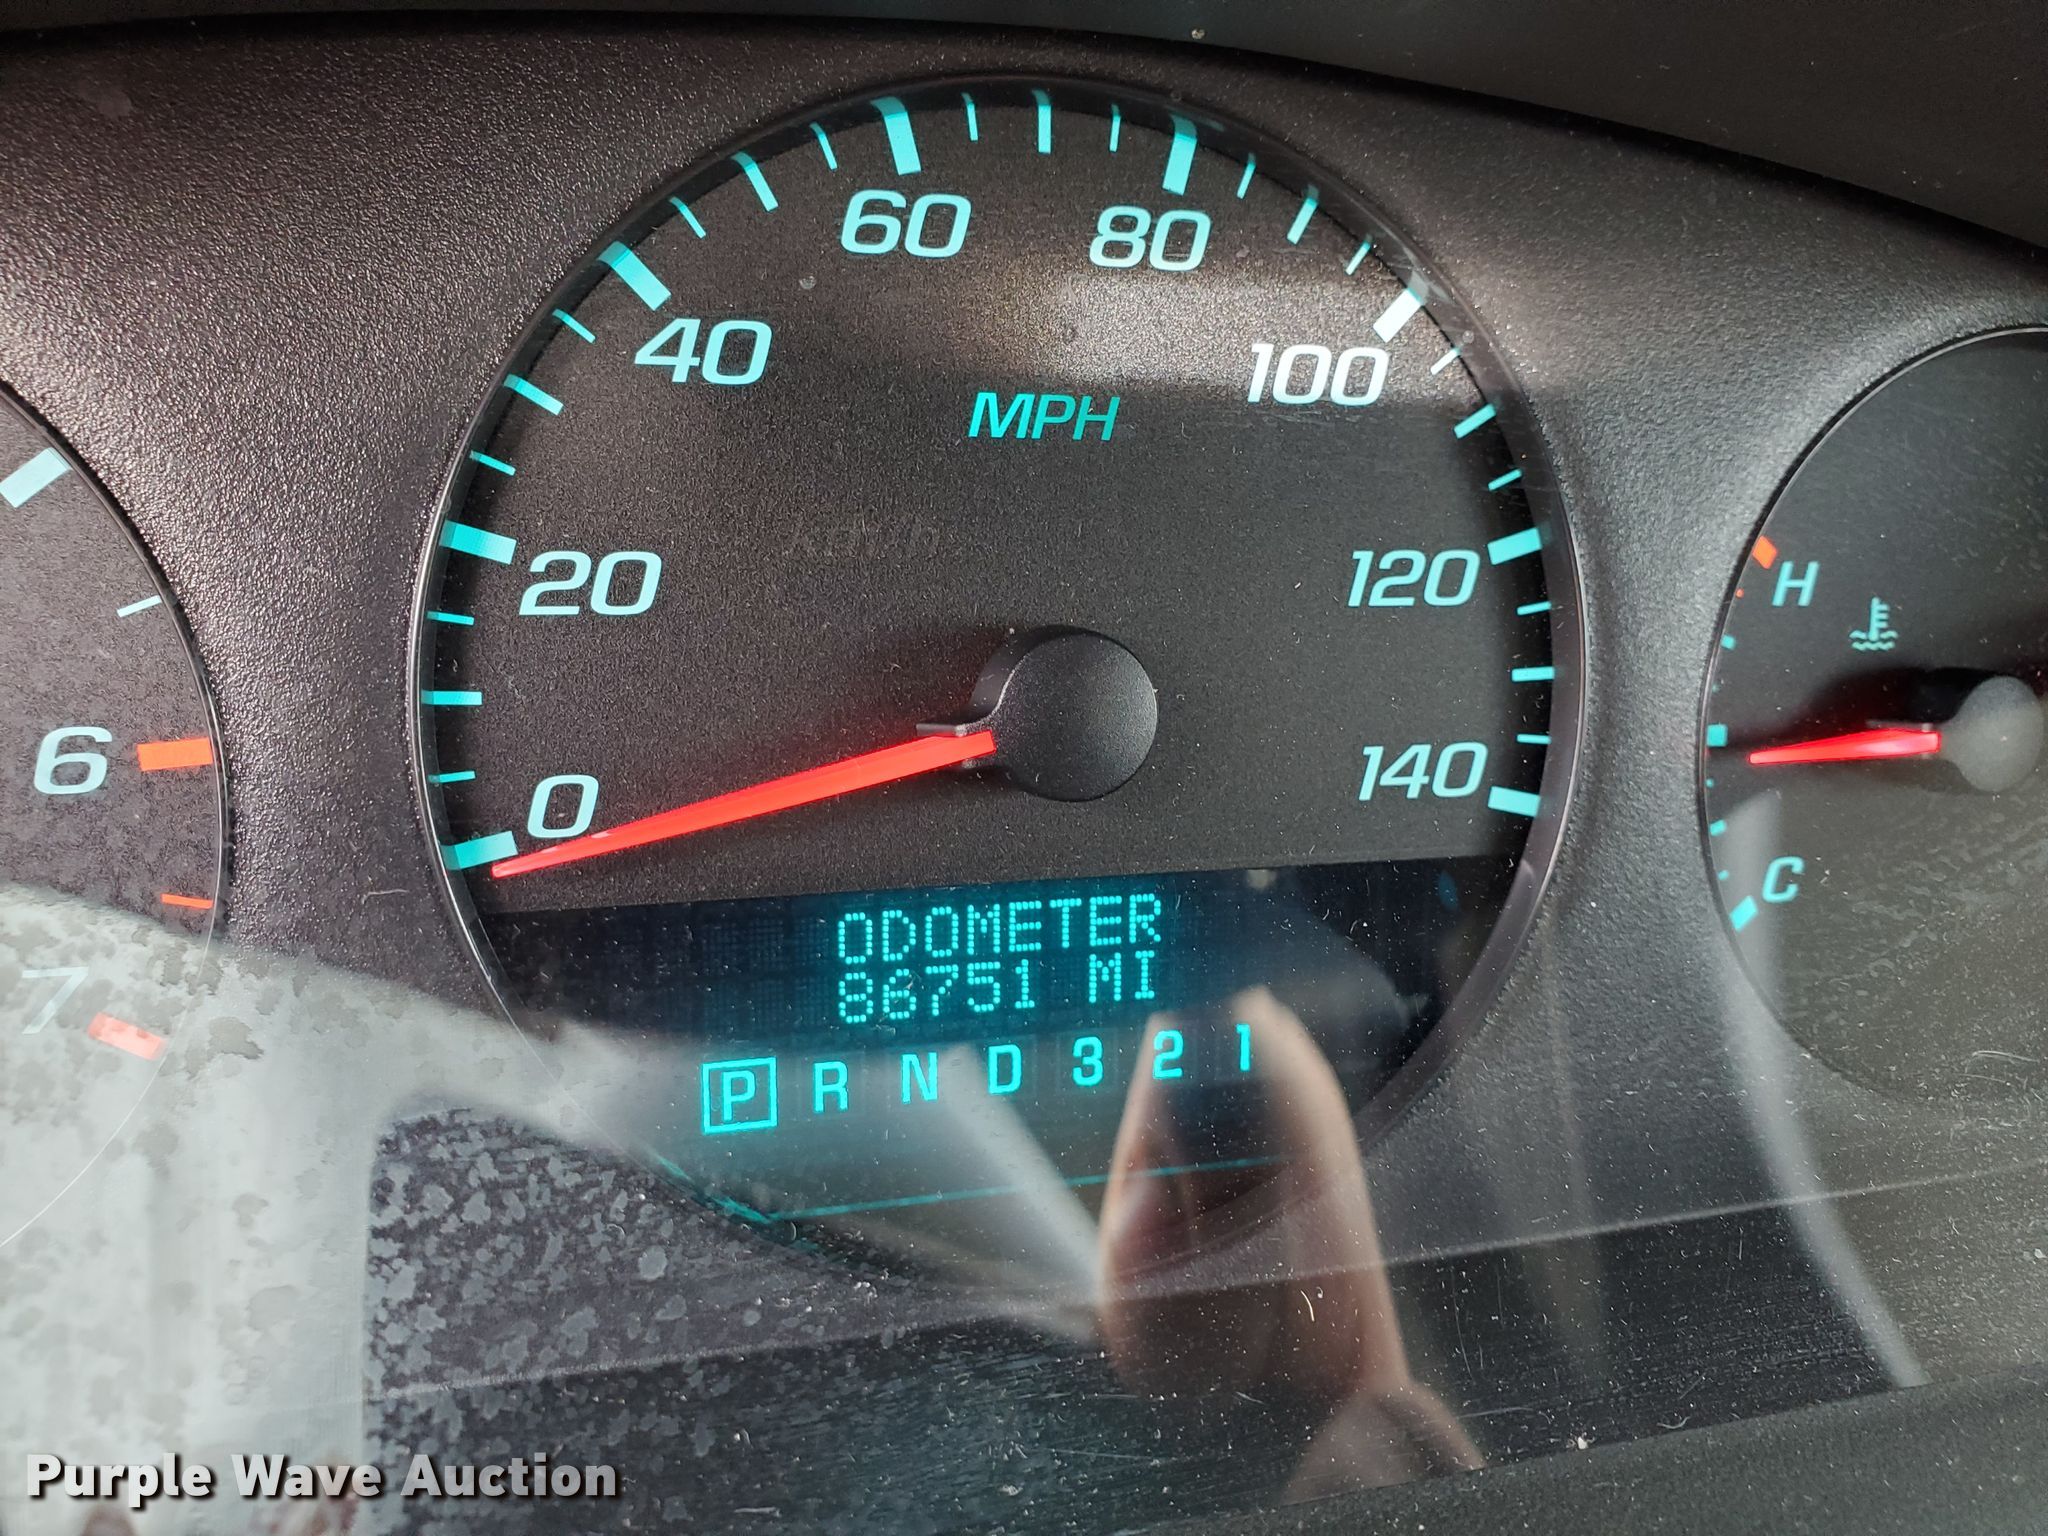 60
80
40
100
MPH
20
120
H
6
0
140
C
ODOMETER
86751 MI
7
P R N D 3 2 1
Purple Wave Auction